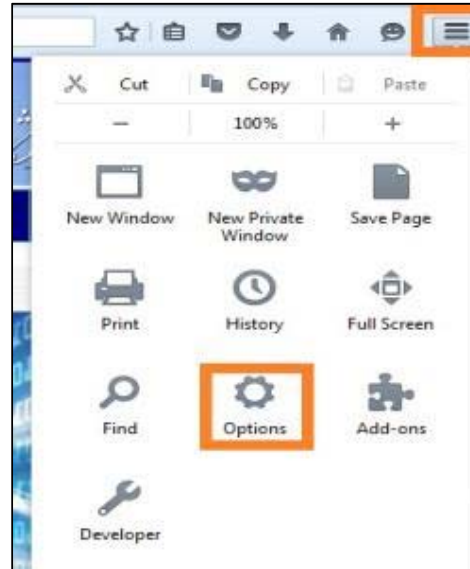 Cut
Copy
Paste
100%
New Window
New Private
Window
Save Page
Print
History
Full Screen
Find
Options
Add-ons
Developer